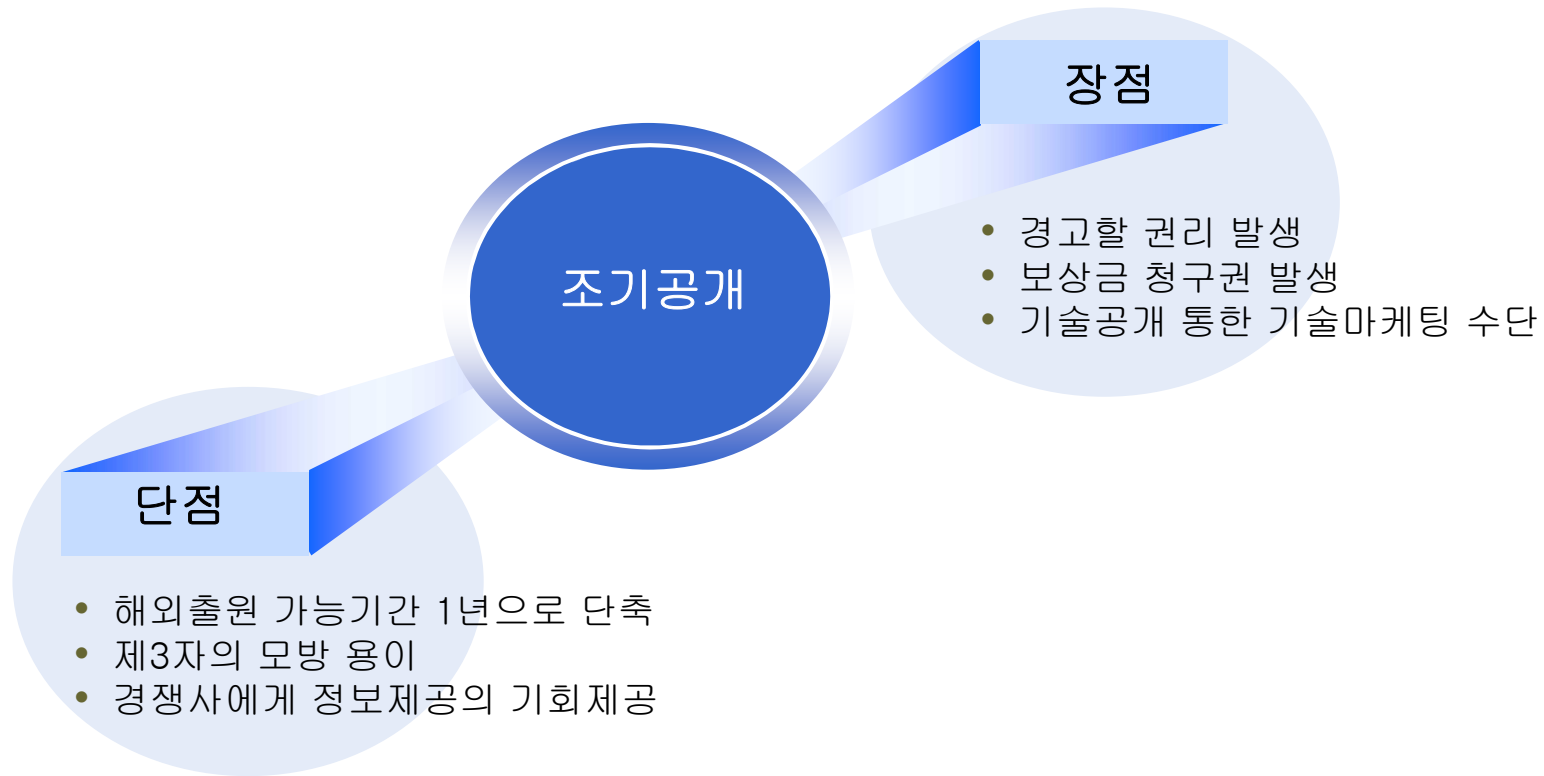 장점
• 경고할 권리 발생
• 보상금 청구권 발생
• 기술공개 통한 기술마케팅 수단
조기공개
단점
• 해외출원 가능기간 1년으로 단축
• 제3자의 모방 용이
• 경쟁사에게 정보제공의 기회제공